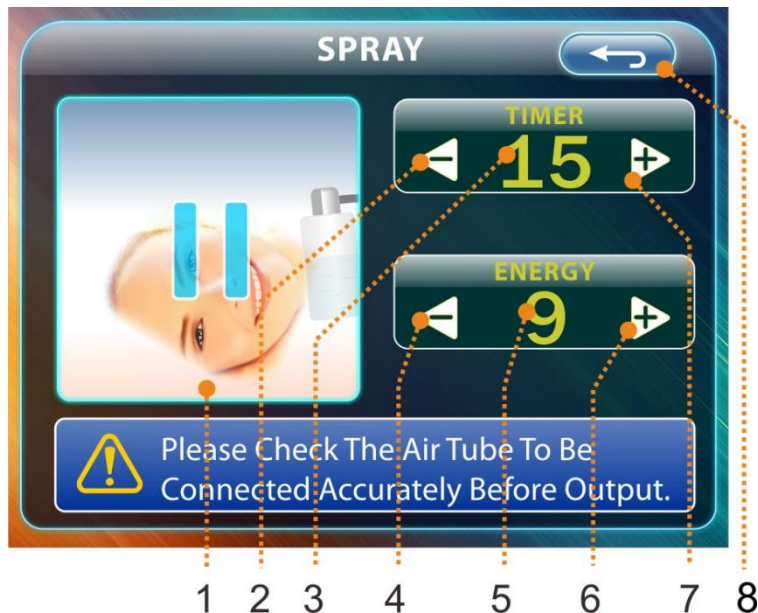 SPRAY
TIMER
15
ENERGY
9
Please Check The Air Tube To Be
Connected Accurately Before Output.
1 2 3 4 5 6 7 8